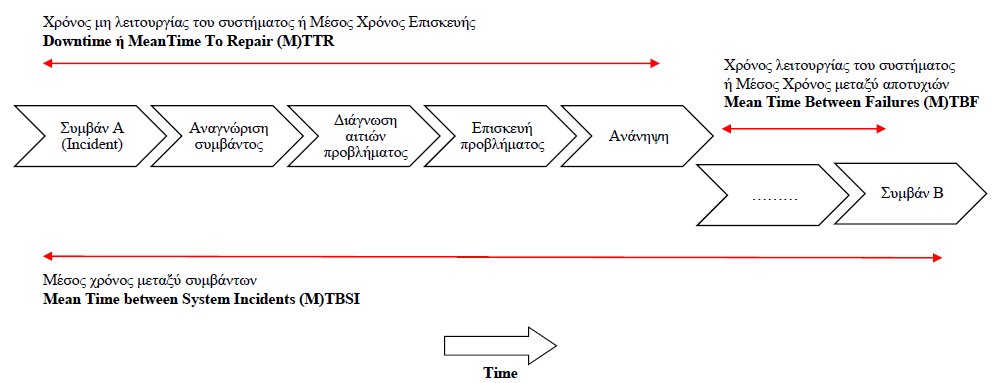 Χρόνος μη λειτουργίας του συστήματος ή Μέσος Χρόνος Επισκευής
Downtime ή MeanTime To Repair (M)TTR
Χρόνος λειτουργίας του συστήματος
ή Μέσος Χρόνος μεταξύ αποτυχιών
Mean Time Between Failures (M)TBF
Συμβάν Α
(Incident)
Αναγνώριση
συμβάντος
Διάγνωση
αιτιών
προβλήματος
Επισκευή
προβλήματος
Ανάνηψη
………
Συμβάν Β
Μέσος χρόνος μεταξύ συμβάντων
Mean Time between System Incidents (M)TBSI
Time